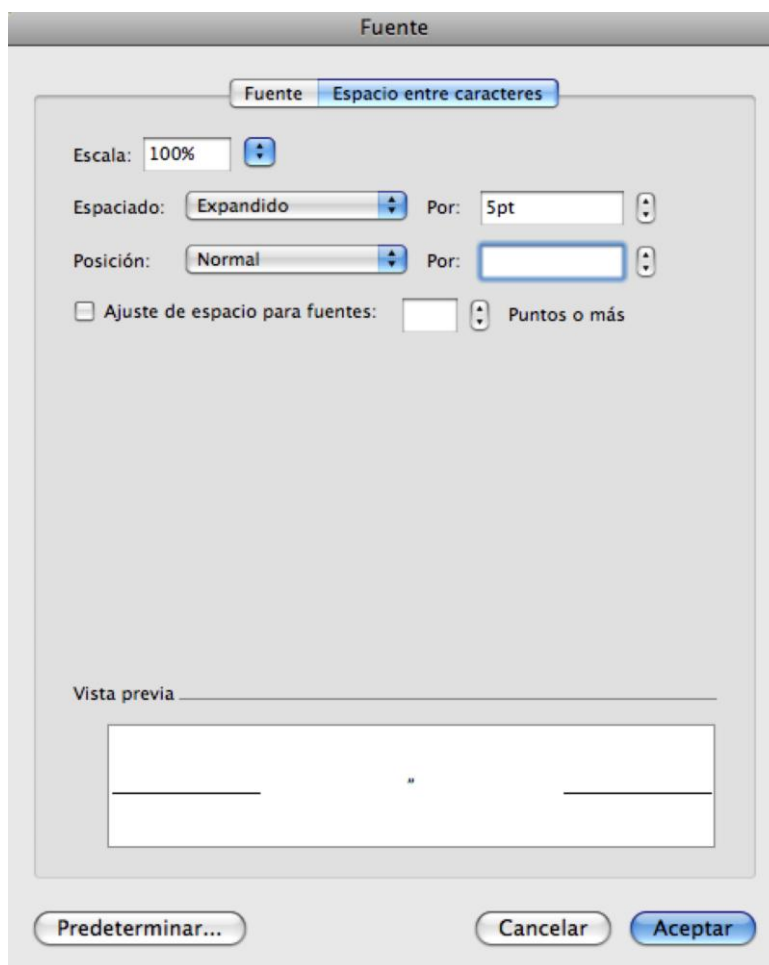 Fuente
Fuente Espacio entre caracteres
Escala: 100%
Espaciado: Expandido Por: 5pt
Posición: Normal Por:
Ajuste de espacio para fuentes: Puntos o más
Vista previa
"
Predeterminar... Cancelar Aceptar